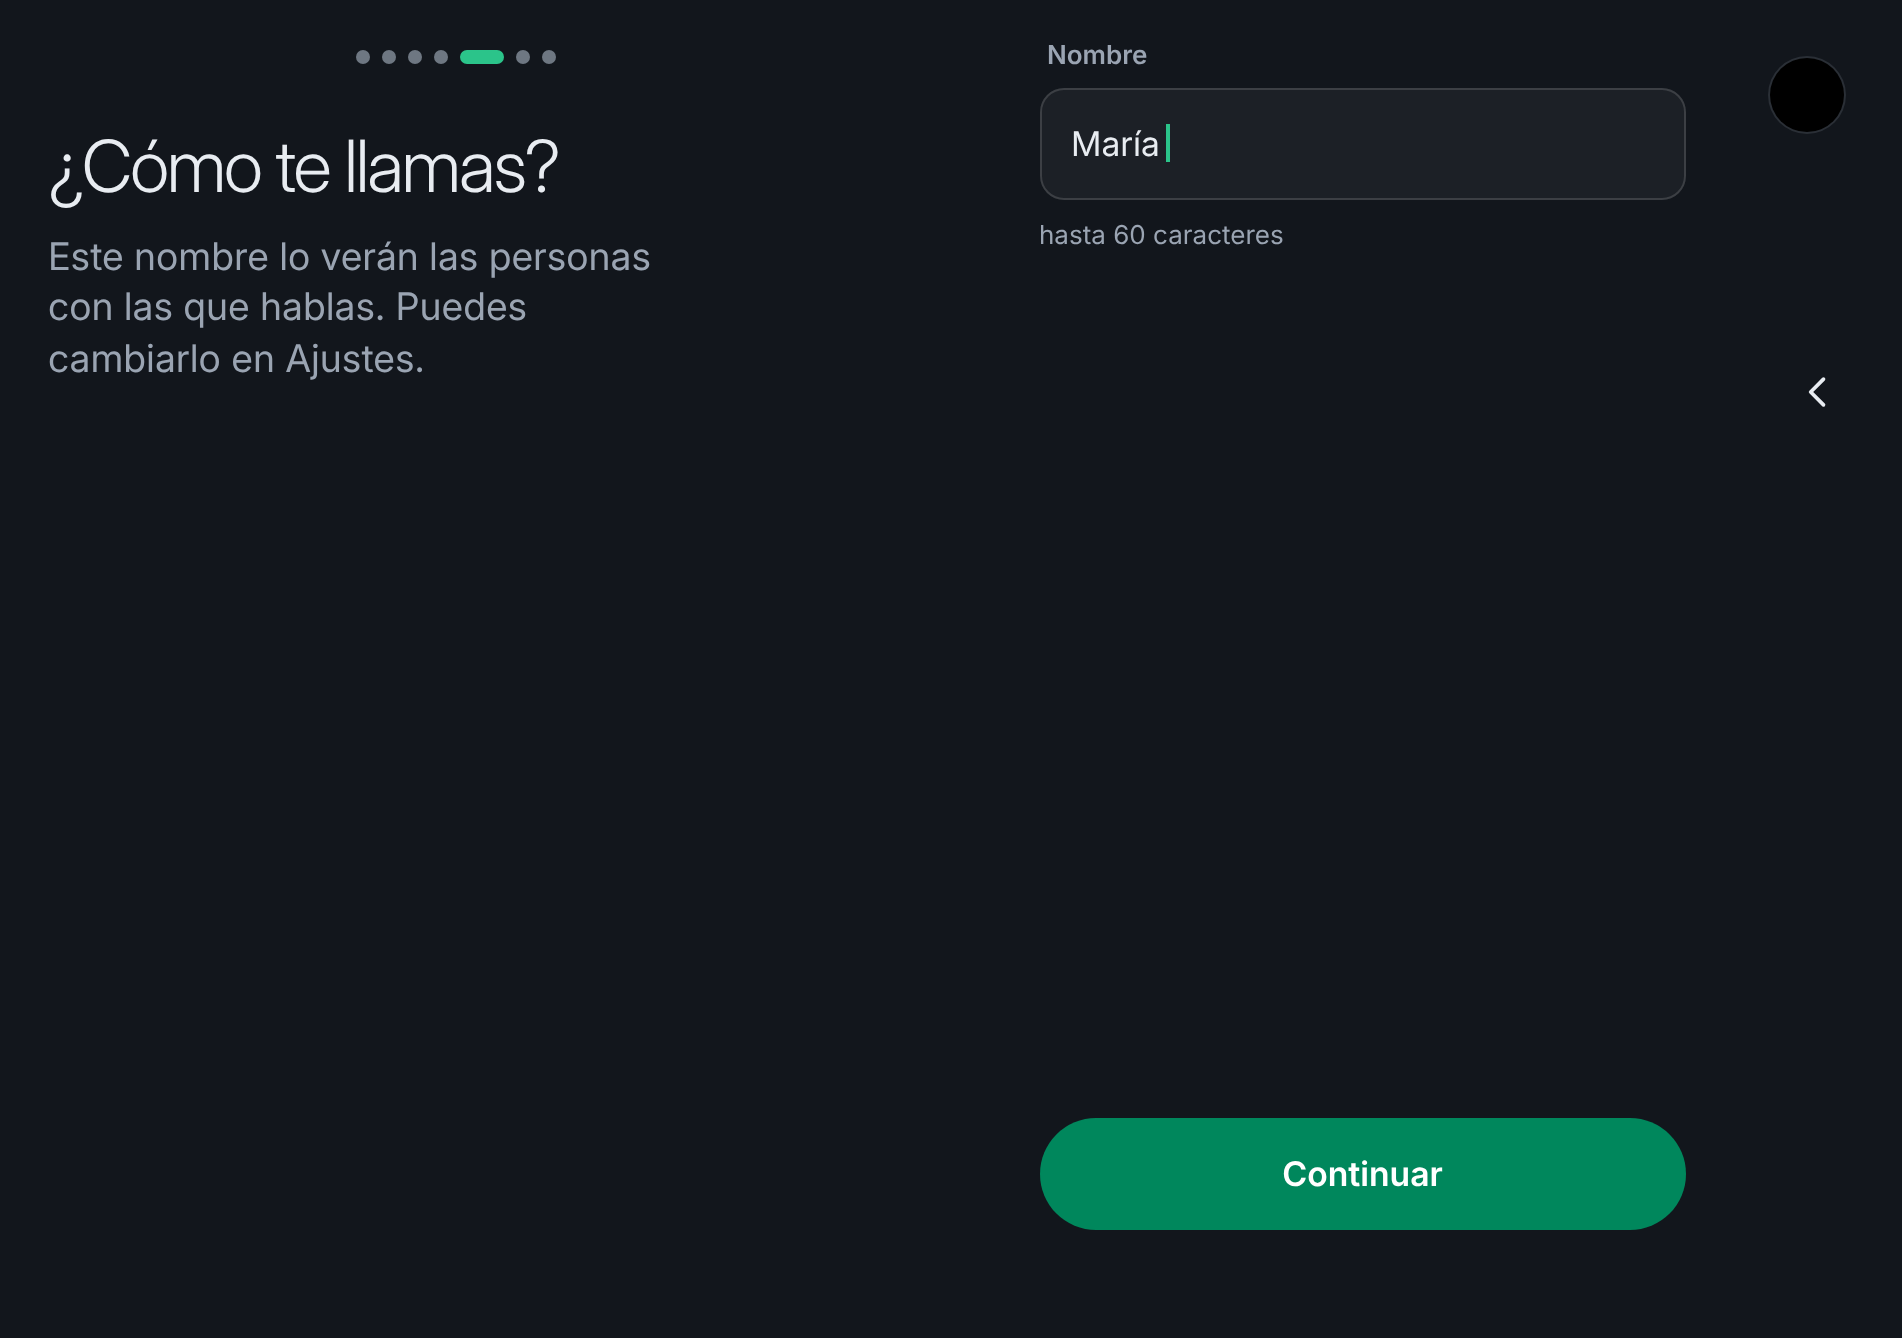 ¿Cómo te llamas?
Este nombre lo verán las personas
con las que hablas. Puedes
cambiarlo en Ajustes.
Nombre
María
hasta 60 caracteres
Continuar